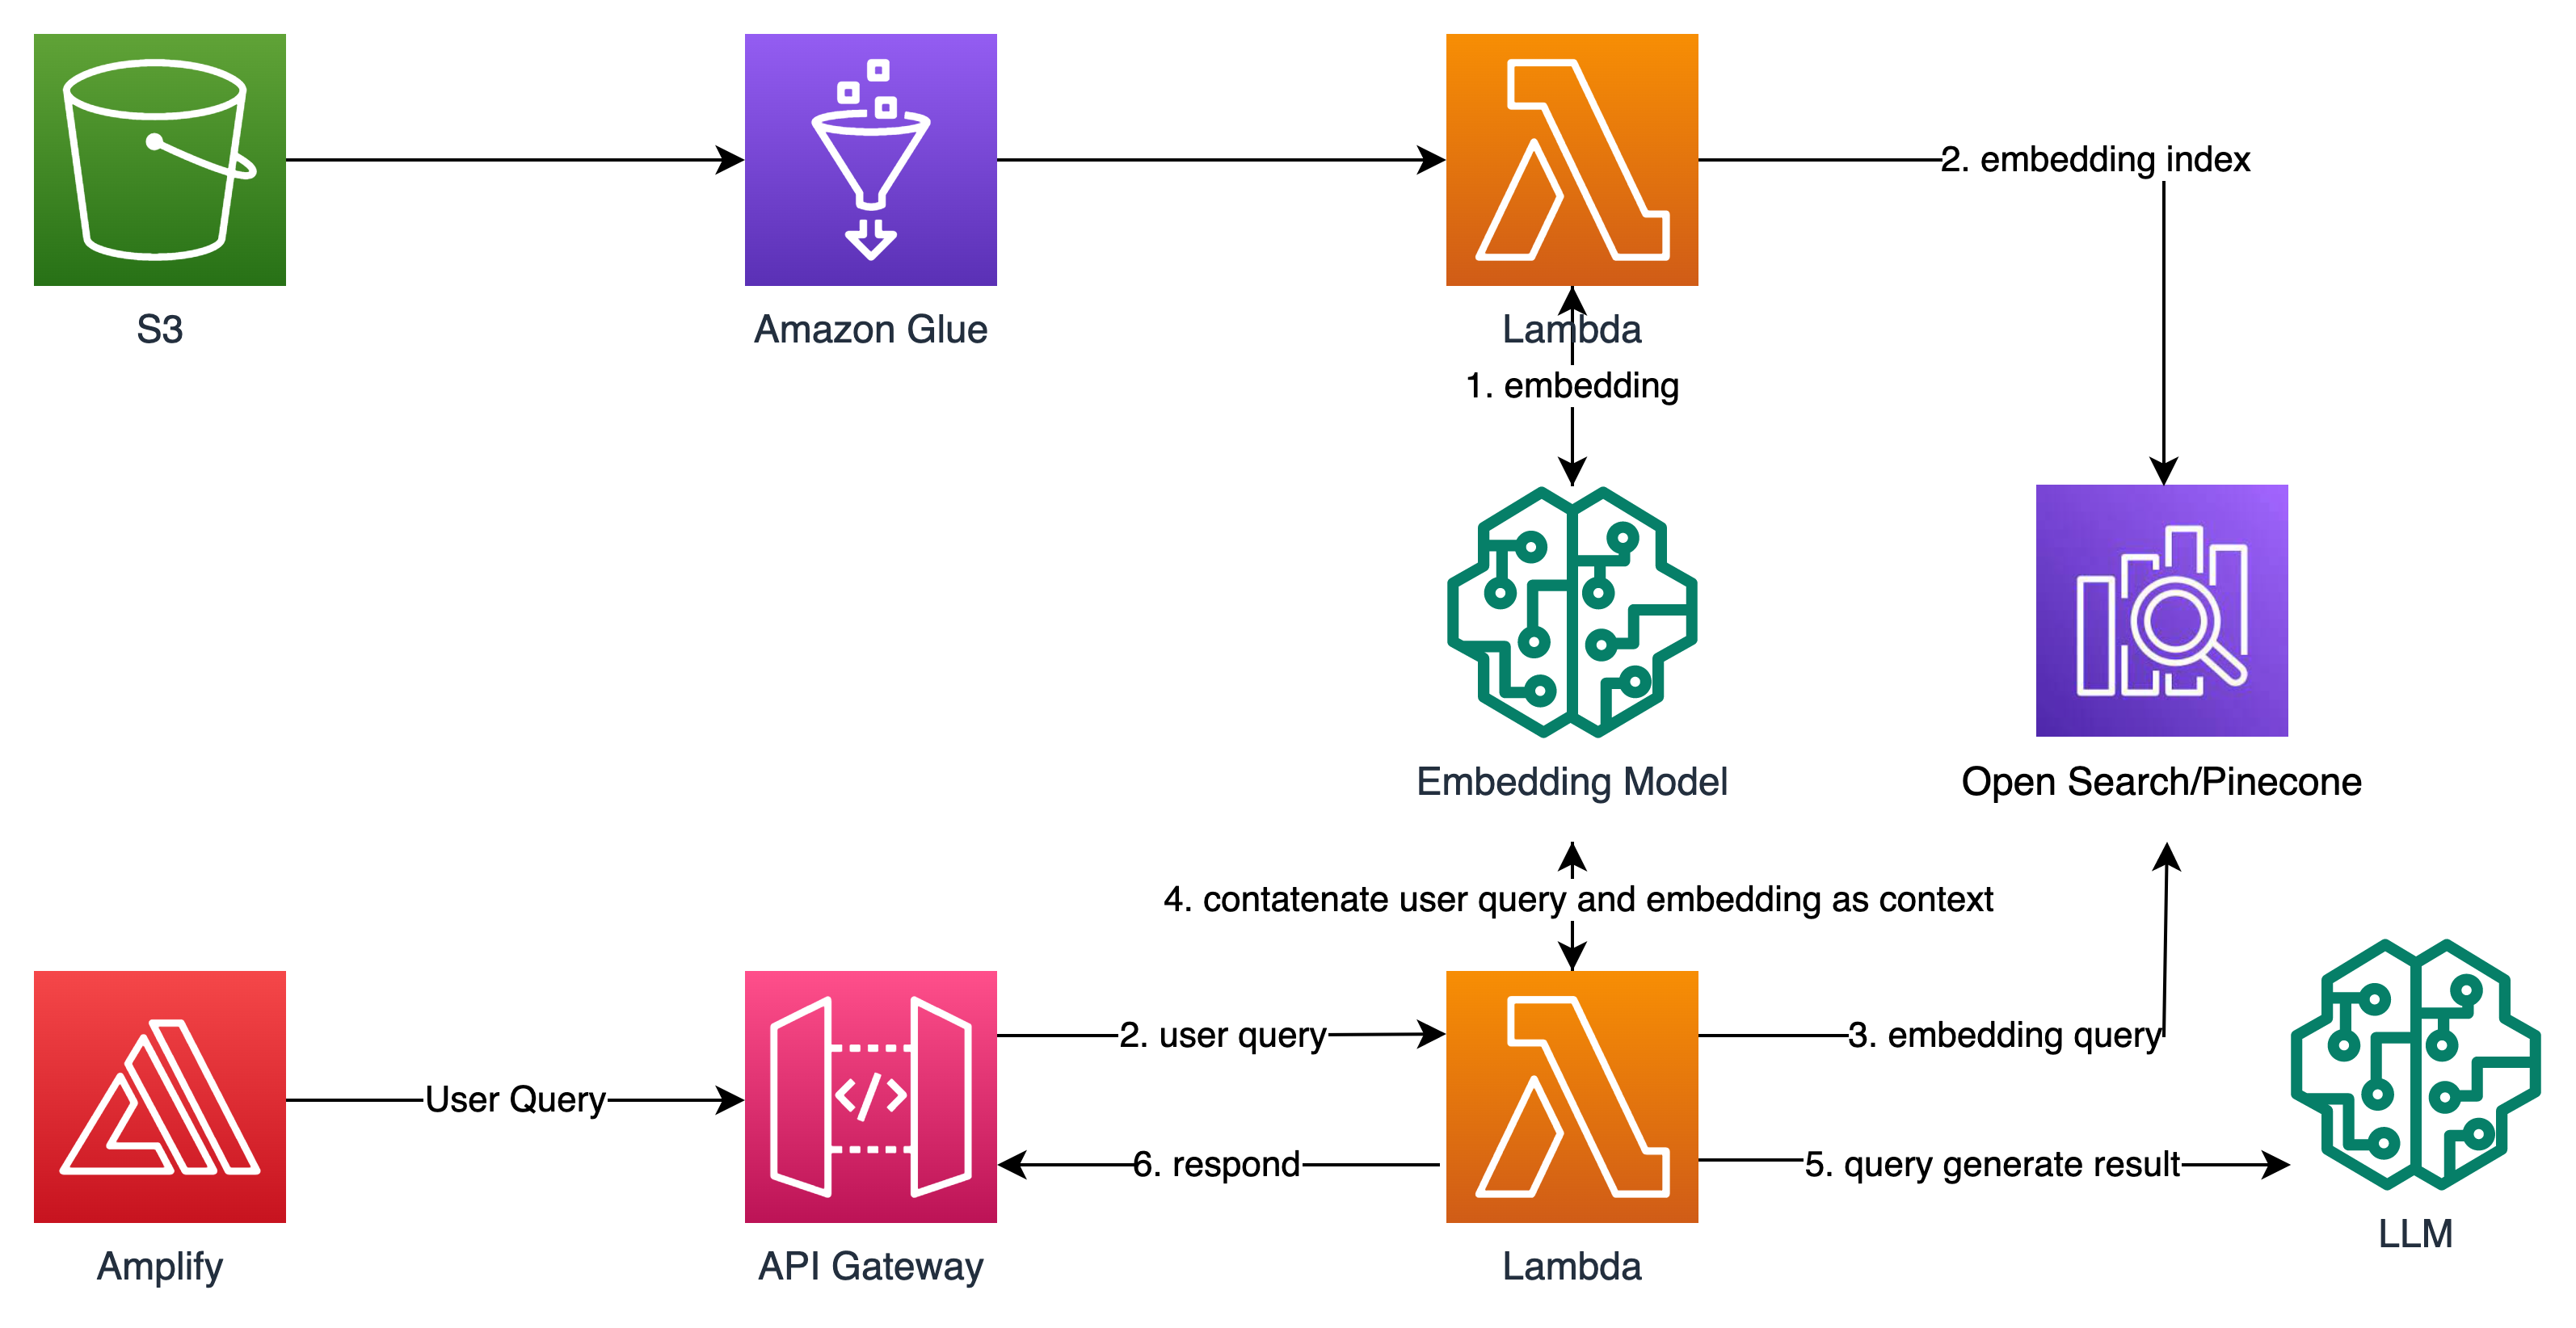 2. embedding index
S3
Amazon Glue
Lambda
1. embedding
Embedding Model
Open Search/Pinecone
4. contatenate user query and embedding as context
2. user query
3. embedding query
</>
User Query
6. respond
5. query generate result
LLM
Amplify
API Gateway
Lambda